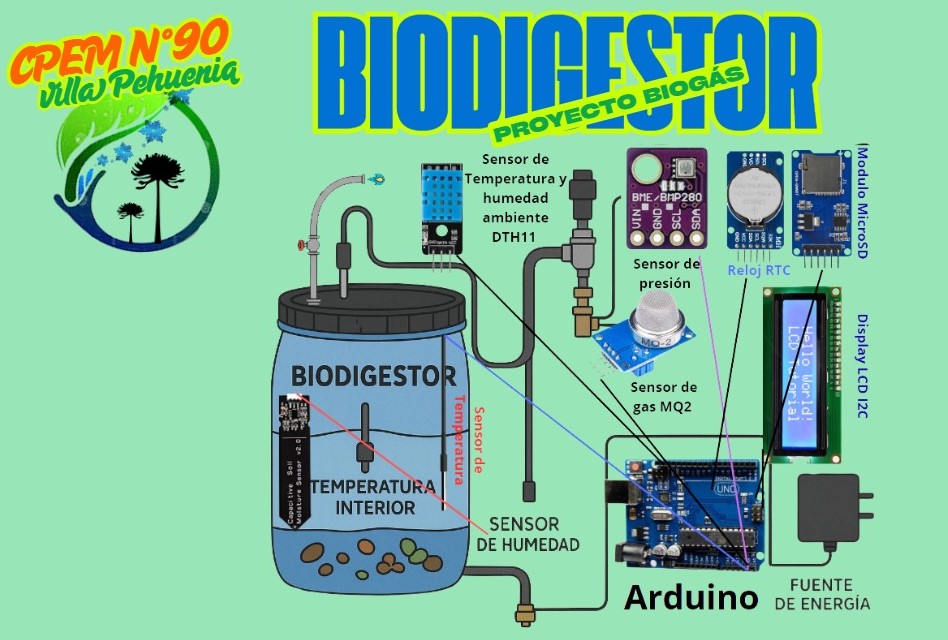 CPEM N°90
Villa Pehuenia
BIODIGESTOR
PROYECTO BIOGÁS
Sensor de
Temperatura y
humedad
ambiente
DTH11
BME/BMP280
VIN
GND
SCL
SDA
Sensor de
presión
Reloj RTC
Modulo MicroSD
MQ-2
Sensor de
gas MQ2
Hello World!
LCD Tutorial
Display LCD I2C
BIODIGESTOR
Sensor de
Temperatura
Capacitive Soil
Moisture Sensor v2.0
TEMPERATURA
INTERIOR
SENSOR
DE HUMEDAD
UNO
Arduino
FUENTE
DE ENERGÍA